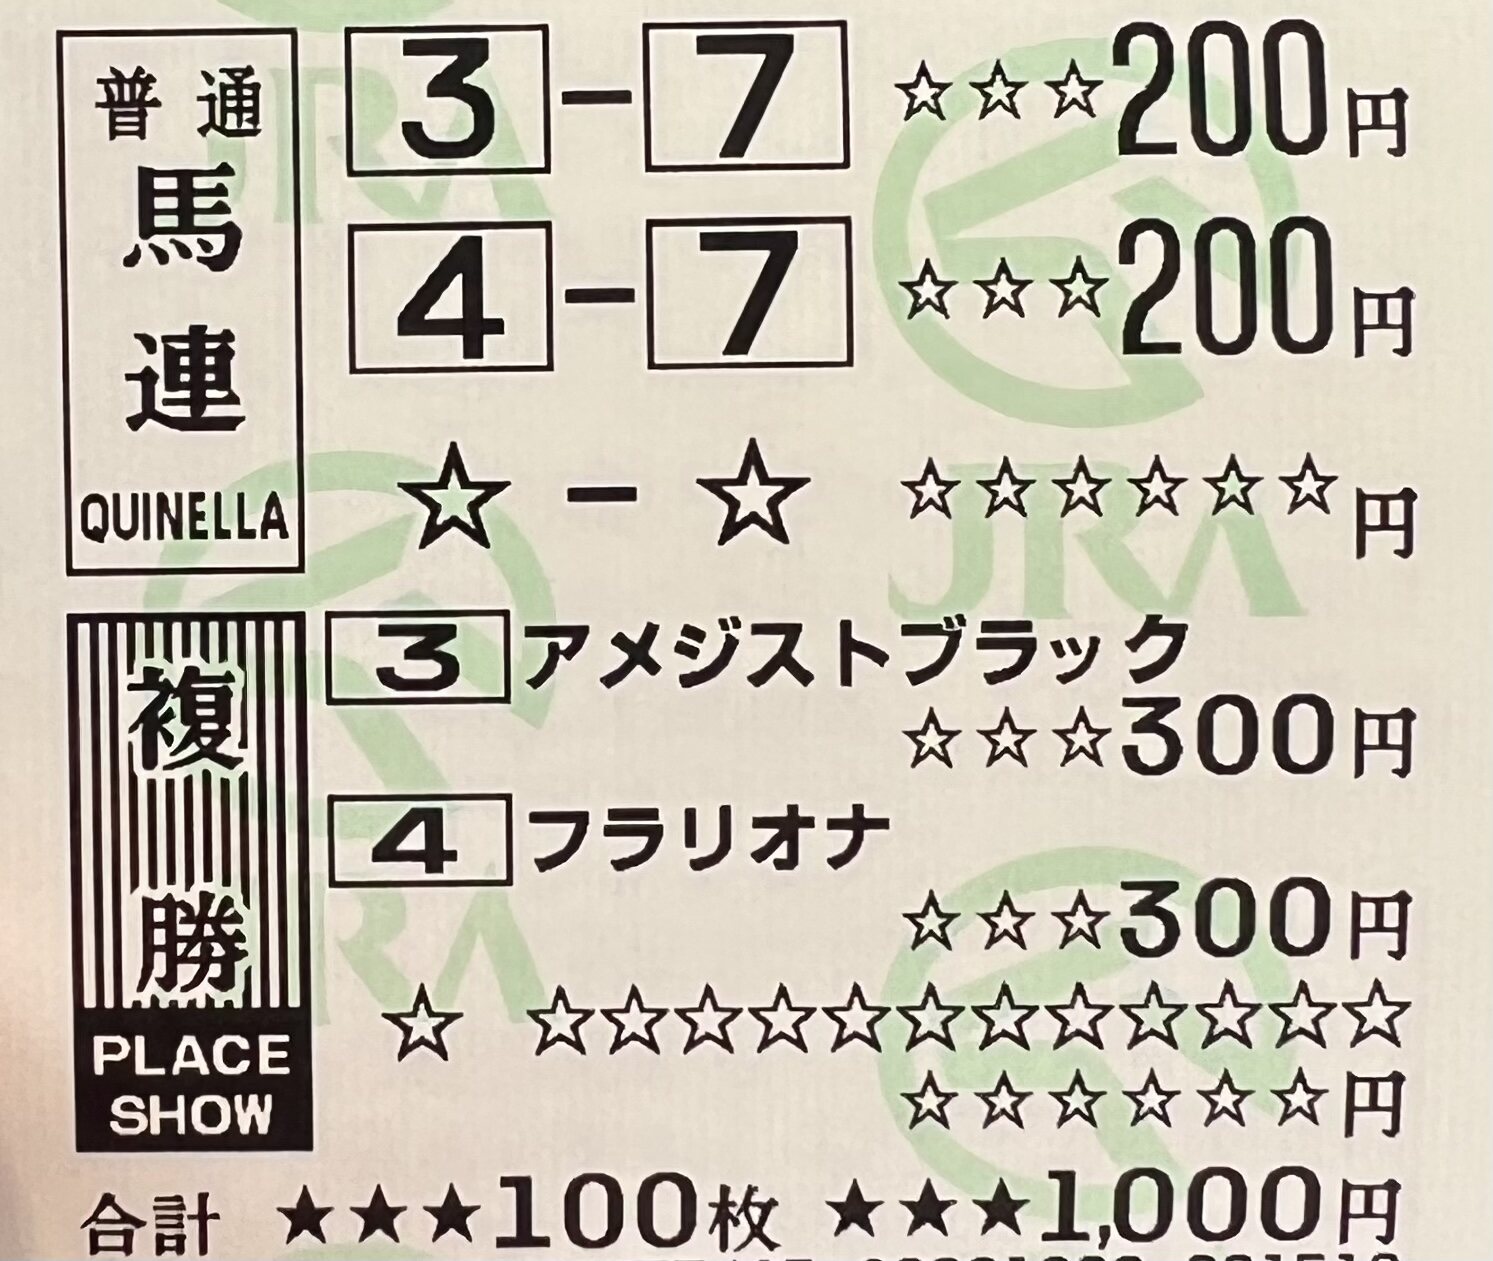 普通
馬連
QUINELLA
3-7 ☆☆☆200円
4-7 ☆☆☆200円
☆-☆ ☆☆☆☆☆☆円
複勝
PLACE
SHOW
3 アメジストブラック
☆☆☆300円
4 フラリオナ
☆☆☆300円
☆ ☆☆☆☆☆☆☆☆☆☆☆☆
☆☆☆☆☆☆円
合計 ★★★100枚 ★★★1,000円
JRA
JRA
JRA